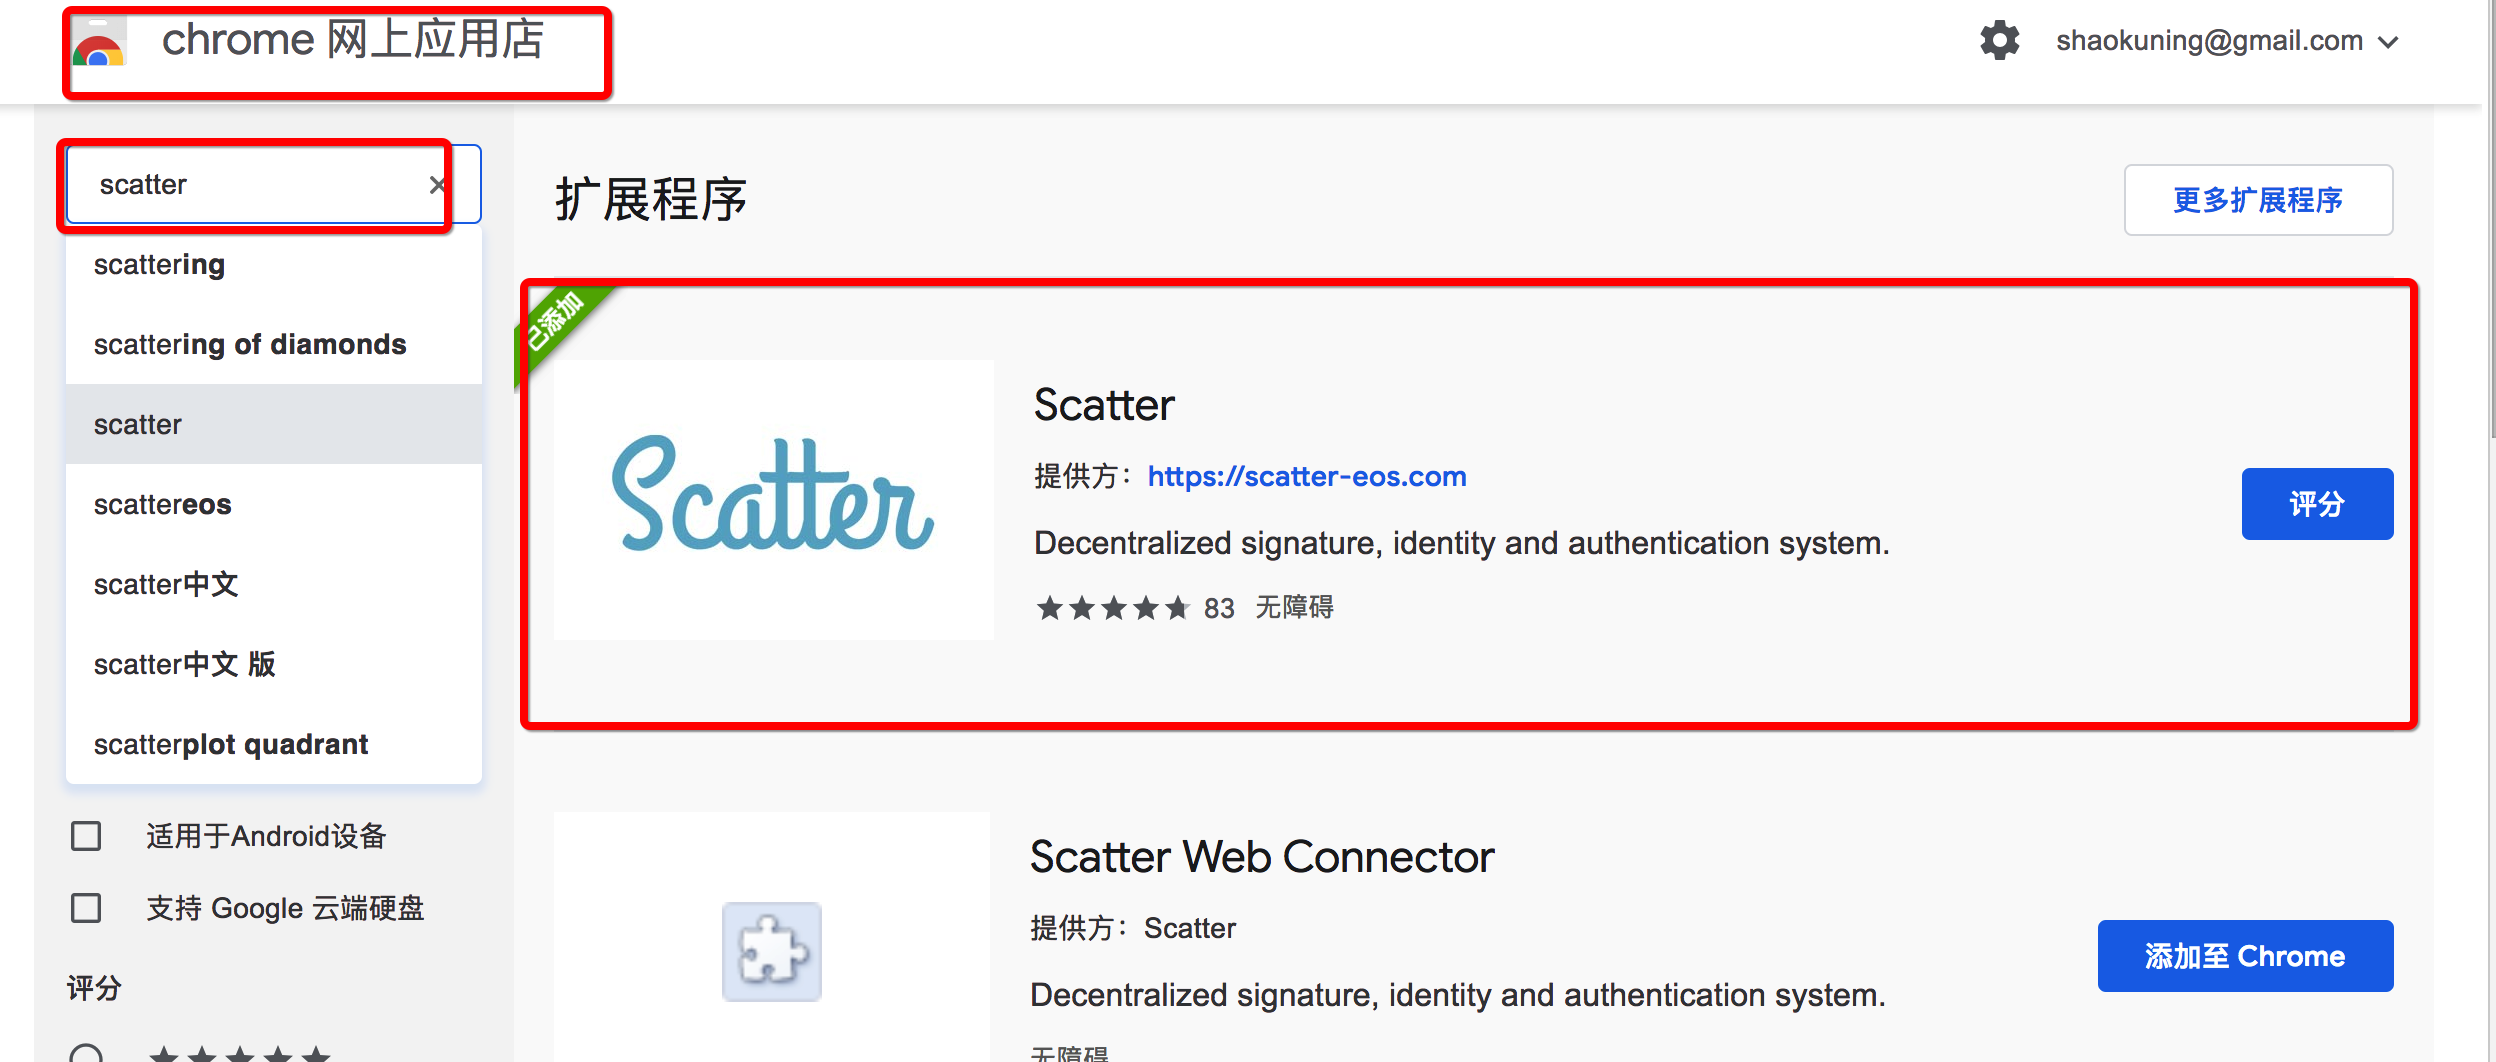 chrome 网上应用店
shaokuning@gmail.com
scatter
scattering
scattering of diamonds
scatter
scattereos
scatter中文
scatter中文 版
scatterplot quadrant
适用于Android设备
支持 Google 云端硬盘
评分
扩展程序
更多扩展程序
已添加
Scatter
Scatter
提供方： https://scatter-eos.com
Decentralized signature, identity and authentication system.
83 无障碍
评分
Scatter Web Connector
提供方： Scatter
Decentralized signature, identity and authentication system.
无障碍
添加至 Chrome